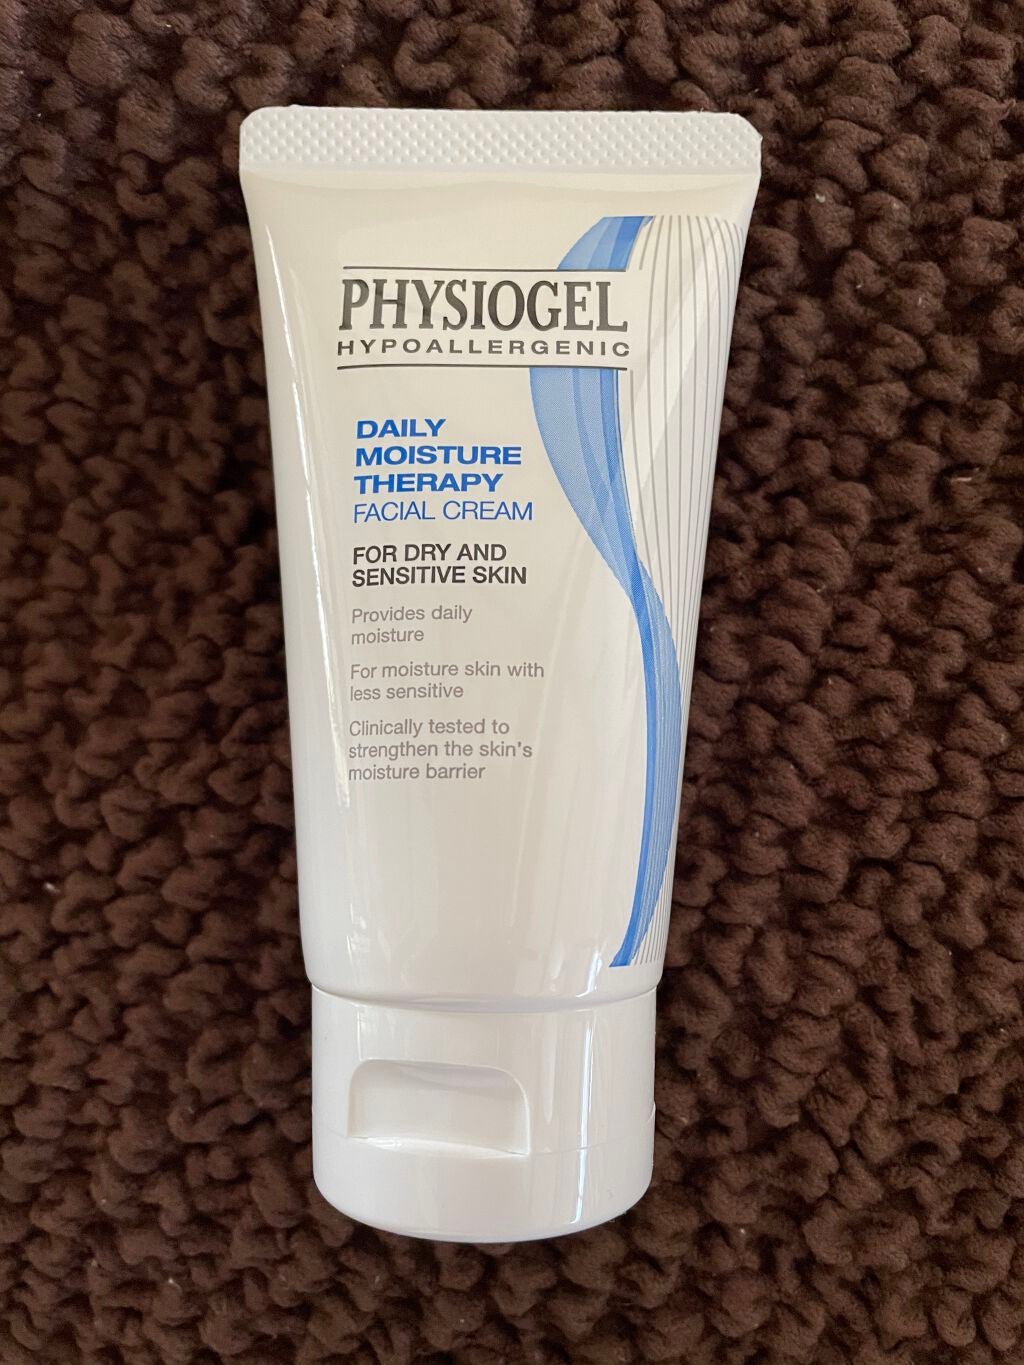 PHYSIOGEL
HYPOALLERGENIC
DAILY
MOISTURE
THERAPY
FACIAL CREAM
FOR DRY AND
SENSITIVE SKIN
Provides daily
moisture
For moisture skin with
less sensitive
Clinically tested to
strengthen the skin's
moisture barrier